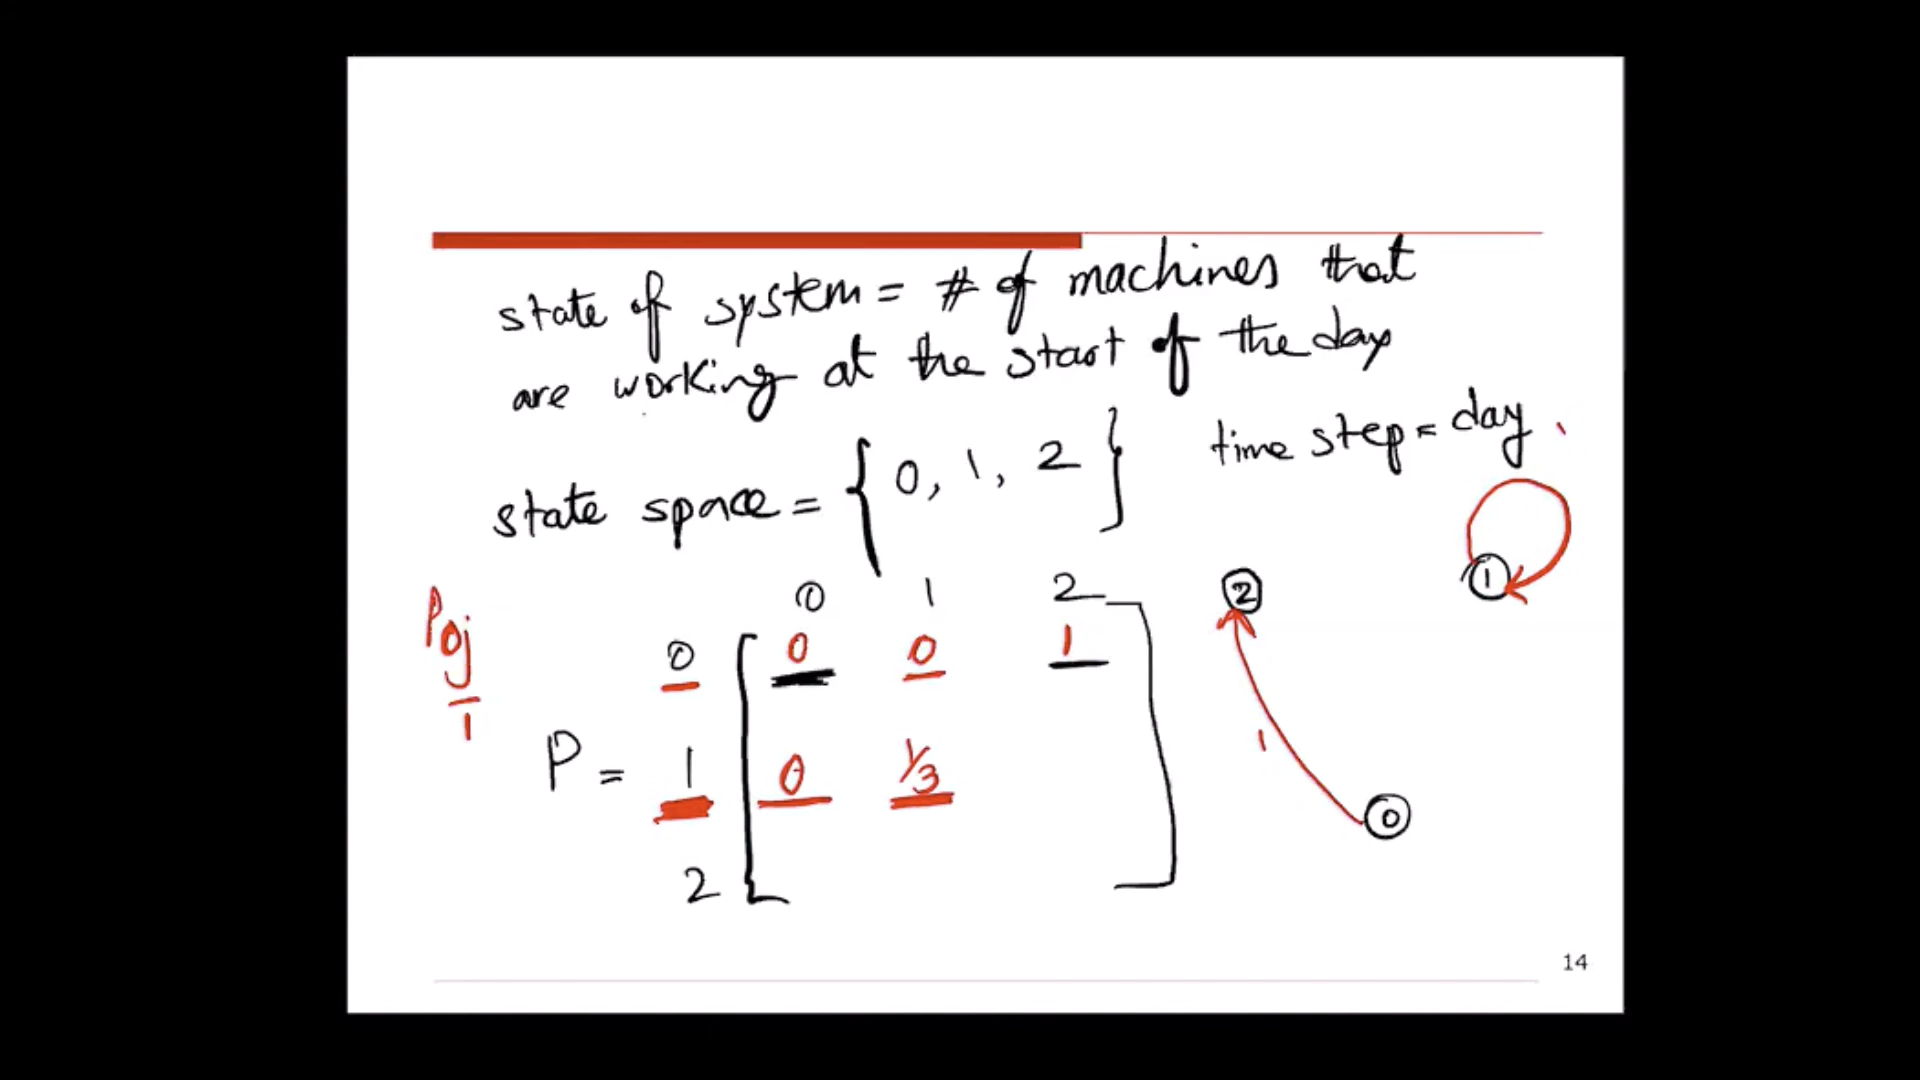 state of system = # of machines that
are working at the start of the day
time step = day
state space = { 0, 1, 2 }
0 1 2
P0j 0 0 0 1
1
P = 1 0 1/3
2
2 1
1
0
14